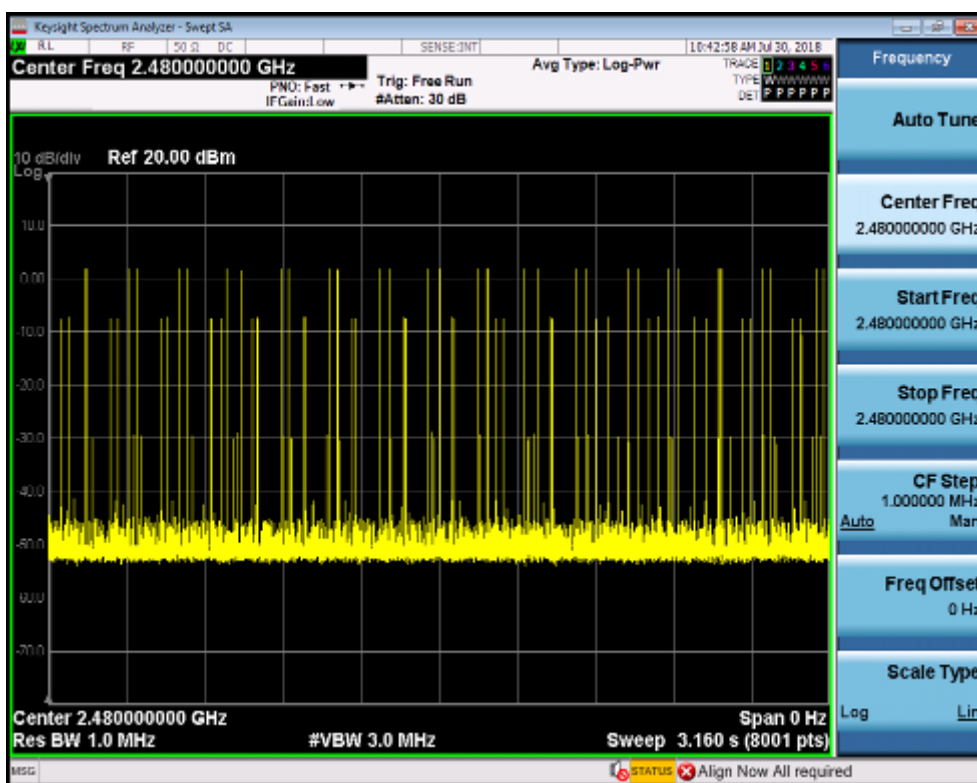 Keysight Spectrum Analyzer - Swept SA
RL RF 50 Ω DC SENSE:INT 10:42:58 AM Jul 30, 2018
Center Freq 2.480000000 GHz
PNO: Fast
IFGain:Low
Trig: Free Run
#Atten: 30 dB
Avg Type: Log-Pwr
TRACE 1 2 3 4 5 6
TYPE WWWWWW
DET P P P P P P
10 dB/div Ref 20.00 dBm
Log
10.0
0.00
-10.0
-20.0
-30.0
-40.0
-50.0
-60.0
-70.0
Center 2.480000000 GHz Span 0 Hz
Res BW 1.0 MHz #VBW 3.0 MHz Sweep 3.160 s (8001 pts)
MSG STATUS Align Now All required
Frequency
Auto Tune
Center Freq
2.480000000 GHz
Start Freq
2.480000000 GHz
Stop Freq
2.480000000 GHz
CF Step
1.000000 MHz
Auto Man
Freq Offset
0 Hz
Scale Type
Log Lin